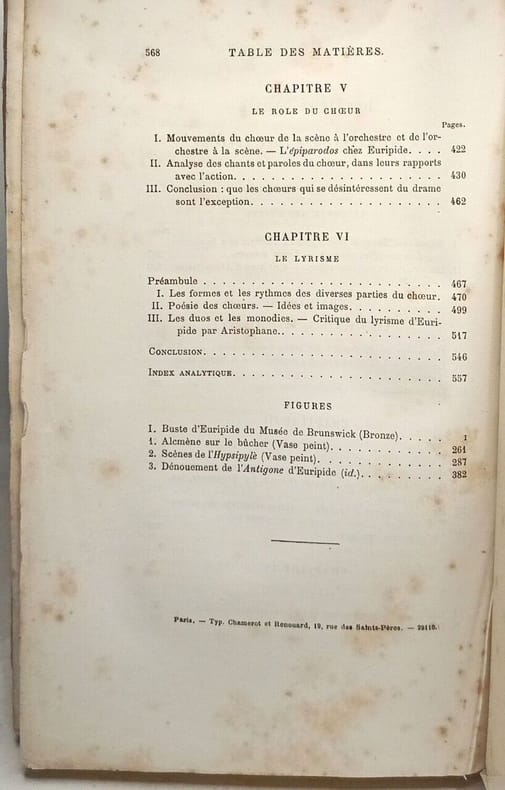 568 TABLE DES MATIÈRES.
CHAPITRE V
LE ROLE DU CHŒUR
Pages.
I. Mouvements du chœur de la scène à l'orchestre et de l'or-
chestre à la scène. — L'épiparodos chez Euripide. . . . 422
II. Analyse des chants et paroles du chœur, dans leurs rapports
avec l'action. . . . . . . . . . . . . . . . . . . . . . 430
III. Conclusion : que les chœurs qui se désintéressent du drame
sont l'exception. . . . . . . . . . . . . . . . . . . . 462
CHAPITRE VI
LE LYRISME
Préambule . . . . . . . . . . . . . . . . . . . . . . . . 467
I. Les formes et les rythmes des diverses parties du chœur. 470
II. Poésie des chœurs. — Idées et images. . . . . . . . . . 499
III. Les duos et les monodies. — Critique du lyrisme d'Euri-
pide par Aristophane. . . . . . . . . . . . . . . . . . 517
CONCLUSION. . . . . . . . . . . . . . . . . . . . . . . . 546
INDEX ANALYTIQUE. . . . . . . . . . . . . . . . . . . . . 557
FIGURES
I. Buste d'Euripide du Musée de Brunswick (Bronze). . . . . 1
1. Alcmène sur le bûcher (Vase peint). . . . . . . . . . . 261
2. Scènes de l'Hypsipylè (Vase peint). . . . . . . . . . . . 287
3. Dénouement de l'Antigone d'Euripide (id.). . . . . . . . 382
Paris. — Typ. Chamerot et Renouard, 19, rue des Saints-Pères. — 29110.